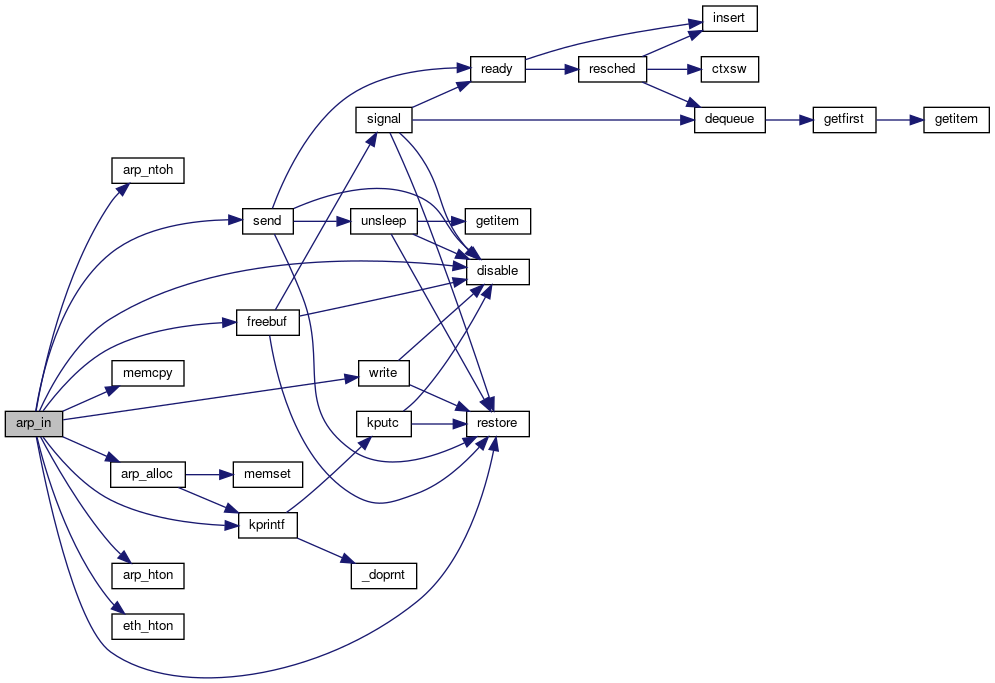 insert
ready
resched
ctxsw
signal
dequeue
getfirst
getitem
arp_ntoh
send
unsleep
getitem
disable
freebuf
memcpy
write
arp_in
kputc
restore
arp_alloc
memset
kprintf
arp_hton
_doprnt
eth_hton